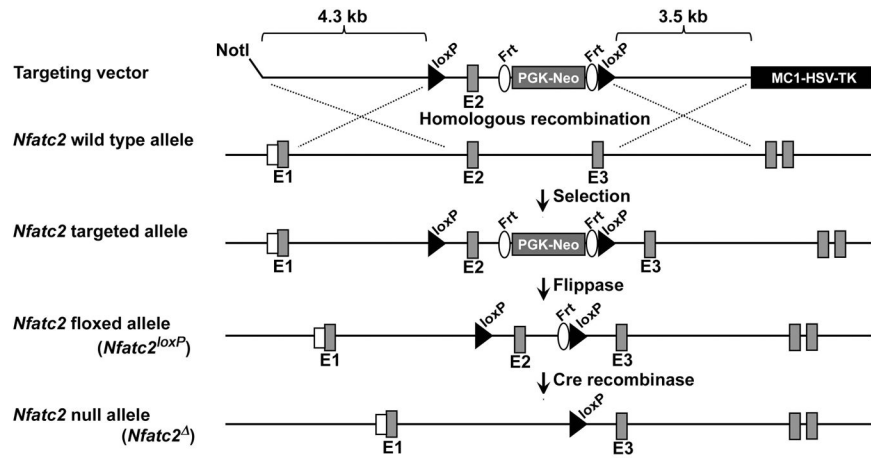 4.3 kb
3.5 kb
NotI
loxP
Frt
Frt
loxP
Targeting vector
PGK-Neo
MC1-HSV-TK
E2
Homologous recombination
Nfatc2 wild type allele
E1
E2
E3
Selection
Frt
Frt
loxP
loxP
Nfatc2 targeted allele
PGK-Neo
E1
E2
E3
Flippase
loxP
Frt
loxP
Nfatc2 floxed allele
(Nfatc2loxP)
E1
E2
E3
Cre recombinase
loxP
Nfatc2 null allele
(Nfatc2Δ)
E1
E3